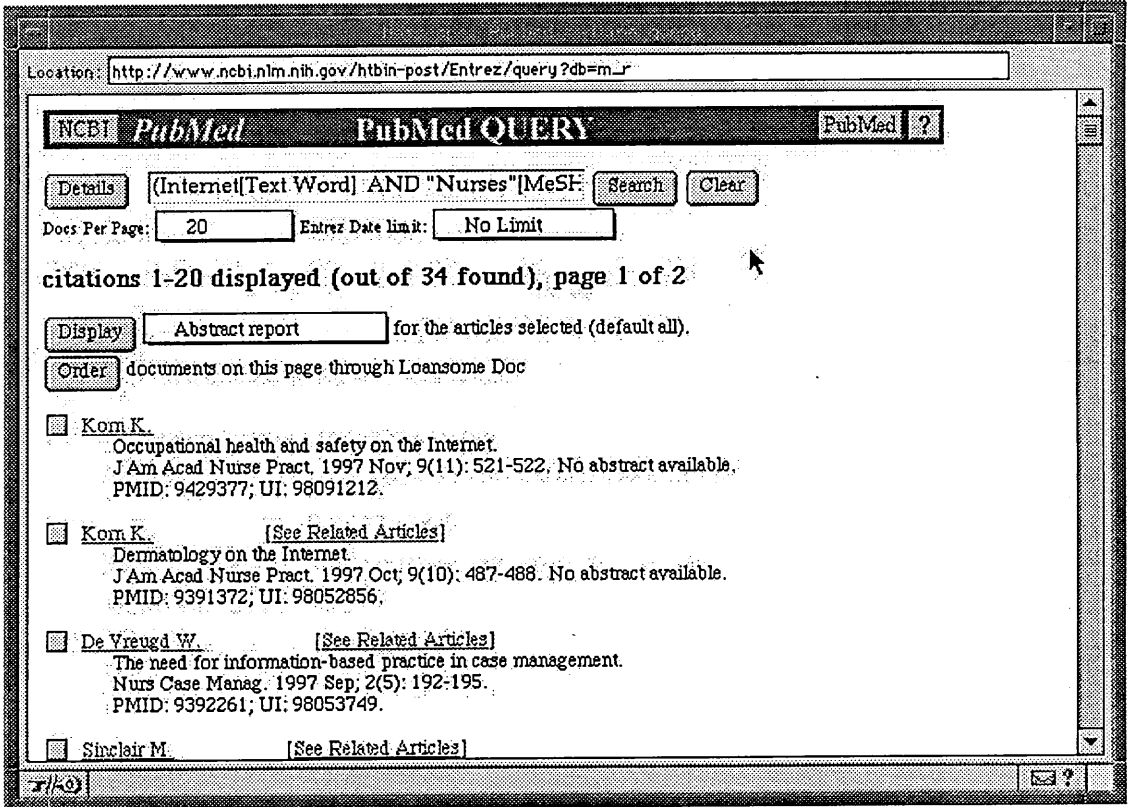 Location: http://www.ncbi.nlm.nih.gov/htbin-post/Entrez/query?db=m_r
NCBI PubMed PubMed QUERY PubMed ?
Details (Internet[Text Word] AND "Nurses"[MeSH Search Clear
Docs Per Page: 20 Entrez Date limit: No Limit
citations 1-20 displayed (out of 34 found), page 1 of 2
Display Abstract report for the articles selected (default all).
Order documents on this page through Loansome Doc
Korn K.
Occupational health and safety on the Internet.
J Am Acad Nurse Pract. 1997 Nov; 9(11): 521-522. No abstract available.
PMID: 9429377; UI: 98091212.
Korn K. [See Related Articles]
Dermatology on the Internet.
J Am Acad Nurse Pract. 1997 Oct; 9(10): 487-488. No abstract available.
PMID: 9391372; UI: 98052856.
De Vreugd W. [See Related Articles]
The need for information-based practice in case management.
Nurs Case Manag. 1997 Sep; 2(5): 192-195.
PMID: 9392261; UI: 98053749.
Sinclair M. [See Related Articles]
?